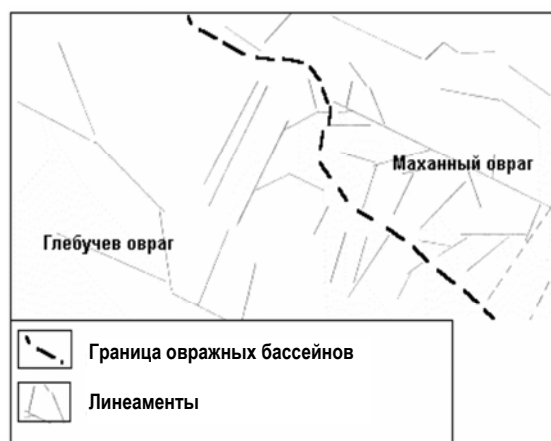 Маханный овраг
Глебучев овраг
Граница овражных бассейнов
Линеаменты